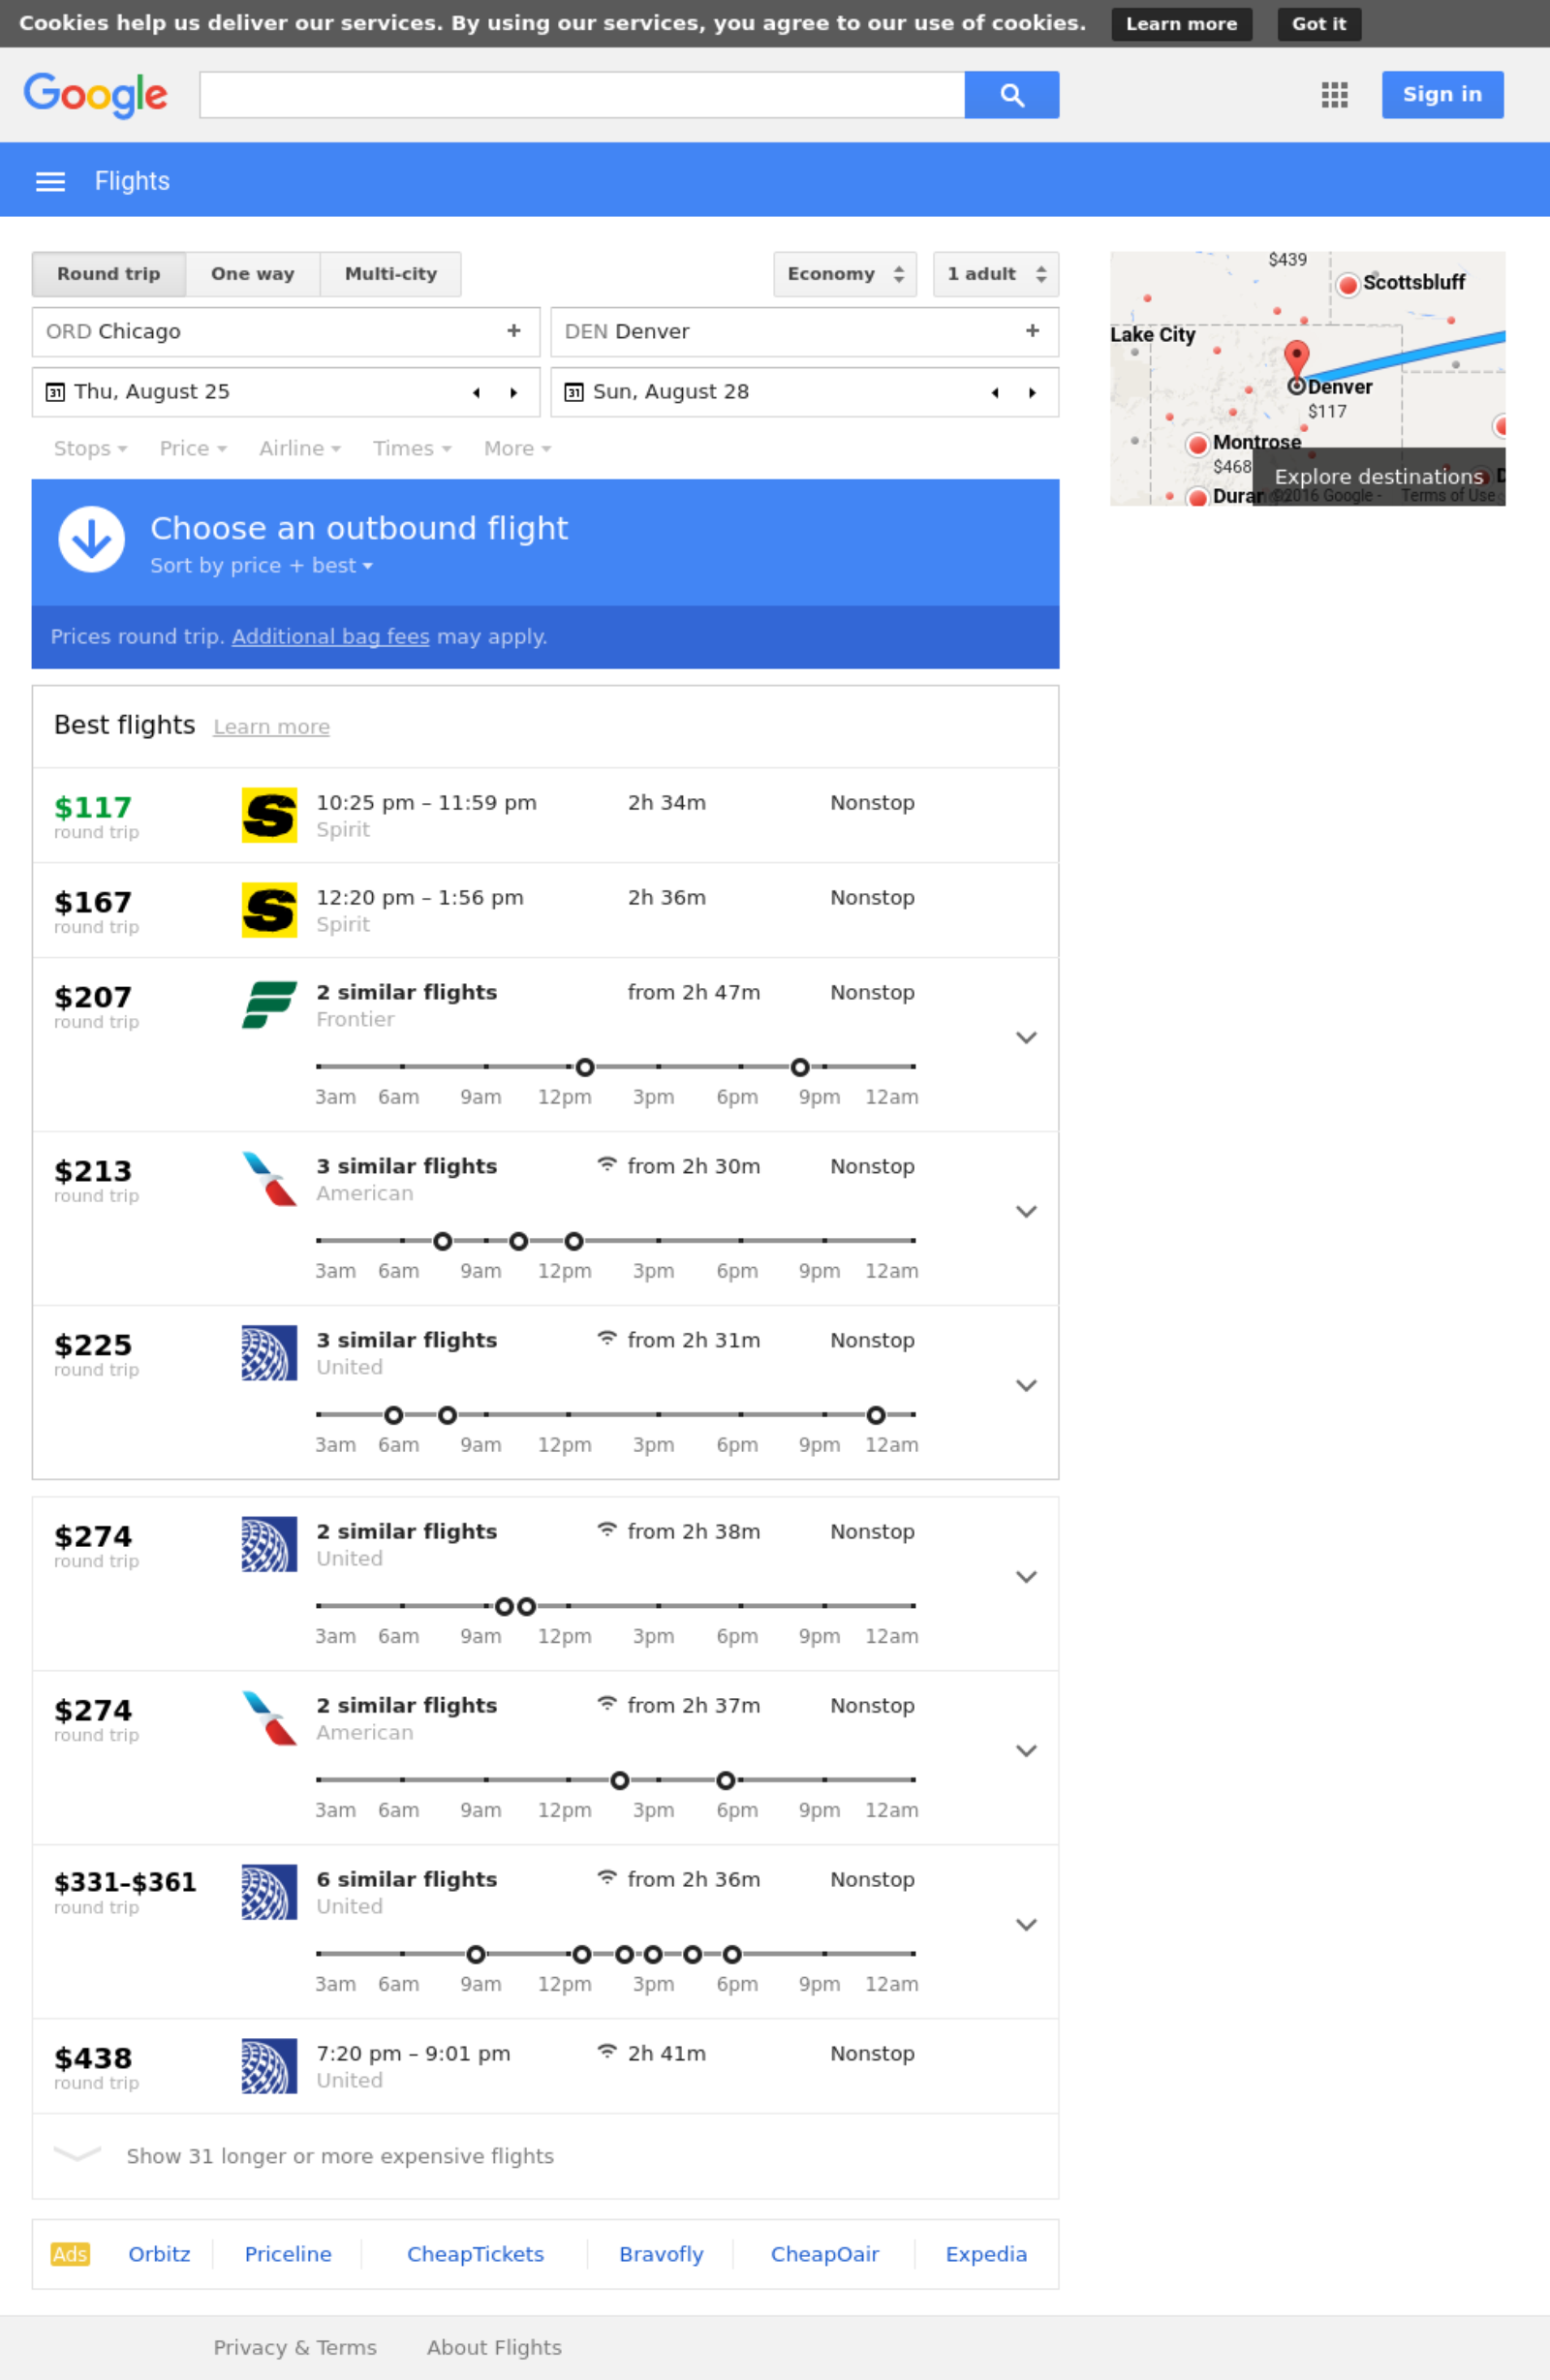 Cookies help us deliver our services. By using our services, you agree to our use of cookies. Learn more Got it
Google Sign in
Flights
Round trip One way Multi-city Economy 1 adult
ORD Chicago + DEN Denver +
31 Thu, August 25 31 Sun, August 28
Stops Price Airline Times More
$439
Scottsbluff
Lake City
Denver
$117
Montrose
$468
Explore destinations
Duran ©2016 Google - Terms of Use
Choose an outbound flight
Sort by price + best
Prices round trip. Additional bag fees may apply.
Best flights Learn more
$117 10:25 pm – 11:59 pm 2h 34m Nonstop
round trip Spirit
$167 12:20 pm – 1:56 pm 2h 36m Nonstop
round trip Spirit
$207 2 similar flights from 2h 47m Nonstop
round trip Frontier
3am 6am 9am 12pm 3pm 6pm 9pm 12am
$213 3 similar flights from 2h 30m Nonstop
round trip American
3am 6am 9am 12pm 3pm 6pm 9pm 12am
$225 3 similar flights from 2h 31m Nonstop
round trip United
3am 6am 9am 12pm 3pm 6pm 9pm 12am
$274 2 similar flights from 2h 38m Nonstop
round trip United
3am 6am 9am 12pm 3pm 6pm 9pm 12am
$274 2 similar flights from 2h 37m Nonstop
round trip American
3am 6am 9am 12pm 3pm 6pm 9pm 12am
$331–$361 6 similar flights from 2h 36m Nonstop
round trip United
3am 6am 9am 12pm 3pm 6pm 9pm 12am
$438 7:20 pm – 9:01 pm 2h 41m Nonstop
round trip United
Show 31 longer or more expensive flights
Ads Orbitz Priceline CheapTickets Bravofly CheapOair Expedia
Privacy & Terms About Flights